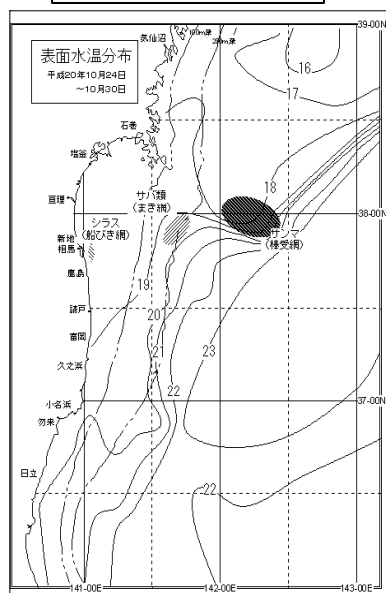 39-00N
気仙沼
100m深
200m深
表面水温分布
平成20年10月24日
～10月30日
16
17
石巻
塩釜
18
サバ類
(まき網)
亘理
38-00N
シラス
(船びき網)
サンマ
(棒受網)
新地
相馬
鹿島
19
請戸
20
富岡
21
23
久之浜
22
小名浜
37-00N
勿来
日立
22
141-00E
142-00E
143-00E